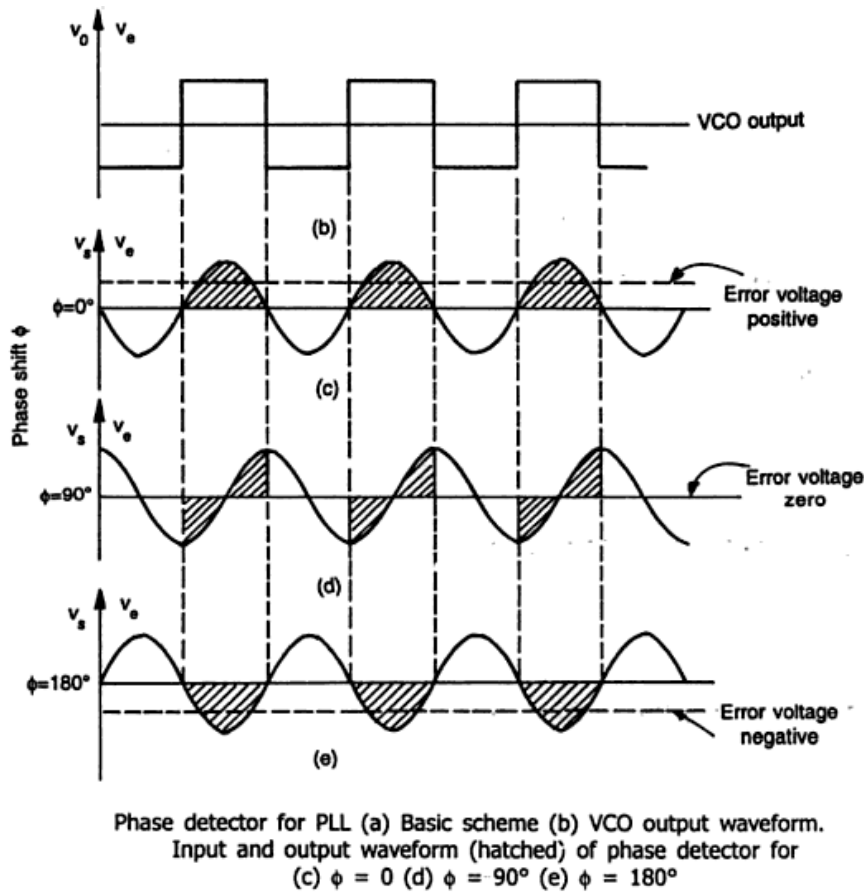 v₀ vₑ
VCO output
(b)
vₛ vₑ
ϕ=0°
Error voltage
positive
(c)
Phase shift ϕ
vₛ vₑ
ϕ=90°
Error voltage
zero
(d)
vₛ vₑ
ϕ=180°
Error voltage
negative
(e)
Phase detector for PLL (a) Basic scheme (b) VCO output waveform.
Input and output waveform (hatched) of phase detector for
(c) ϕ = 0 (d) ϕ = 90° (e) ϕ = 180°